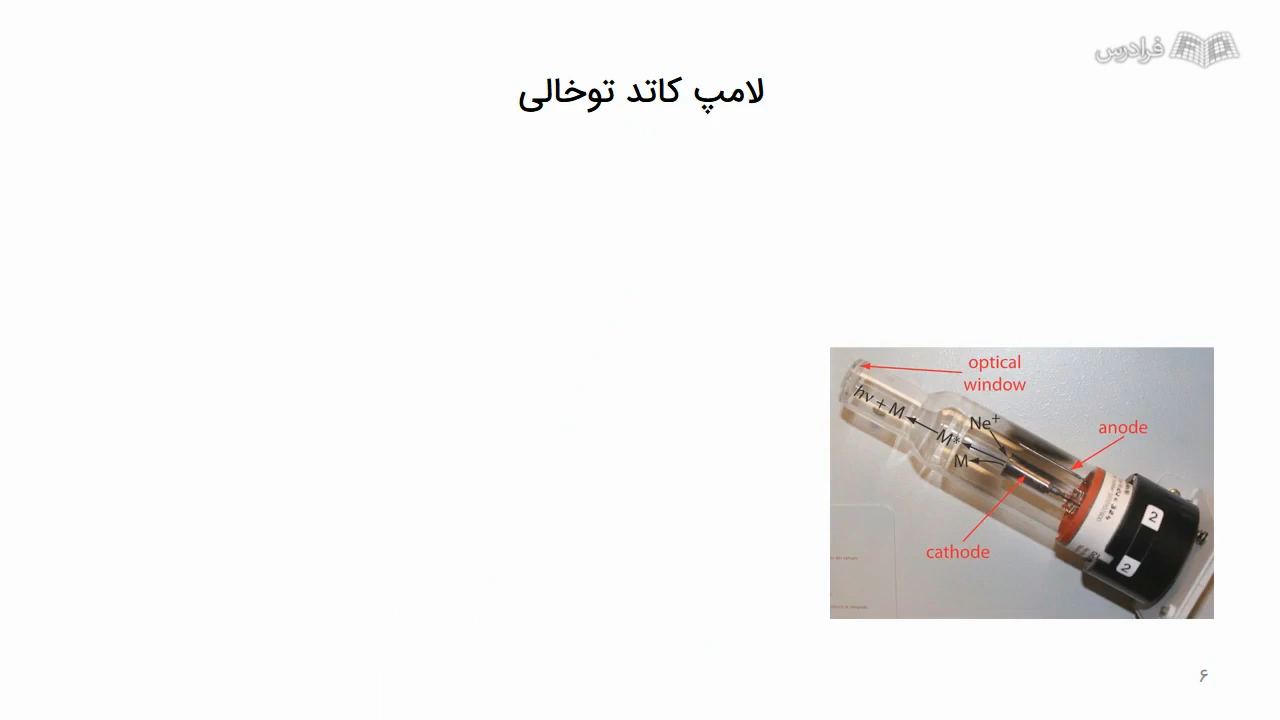 فرادرس
لامپ کاتد توخالی
optical
window
hν + M
Ne⁺
M*
M
anode
cathode
2
2
۶